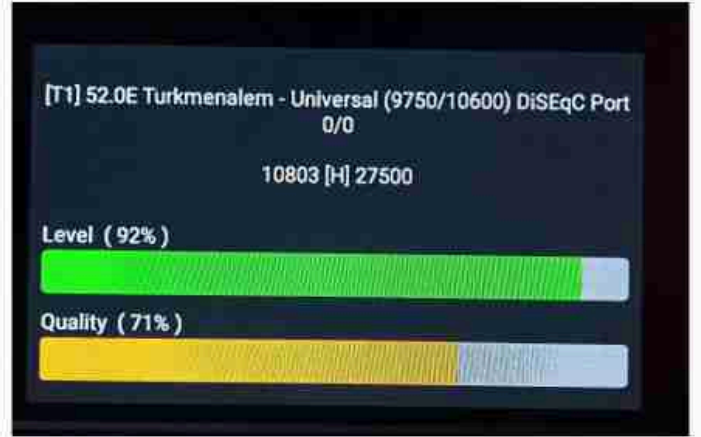 [T1] 52.0E Turkmenalem - Universal (9750/10600) DiSEqC Port
0/0
10803 [H] 27500
Level ( 92% )
Quality ( 71% )